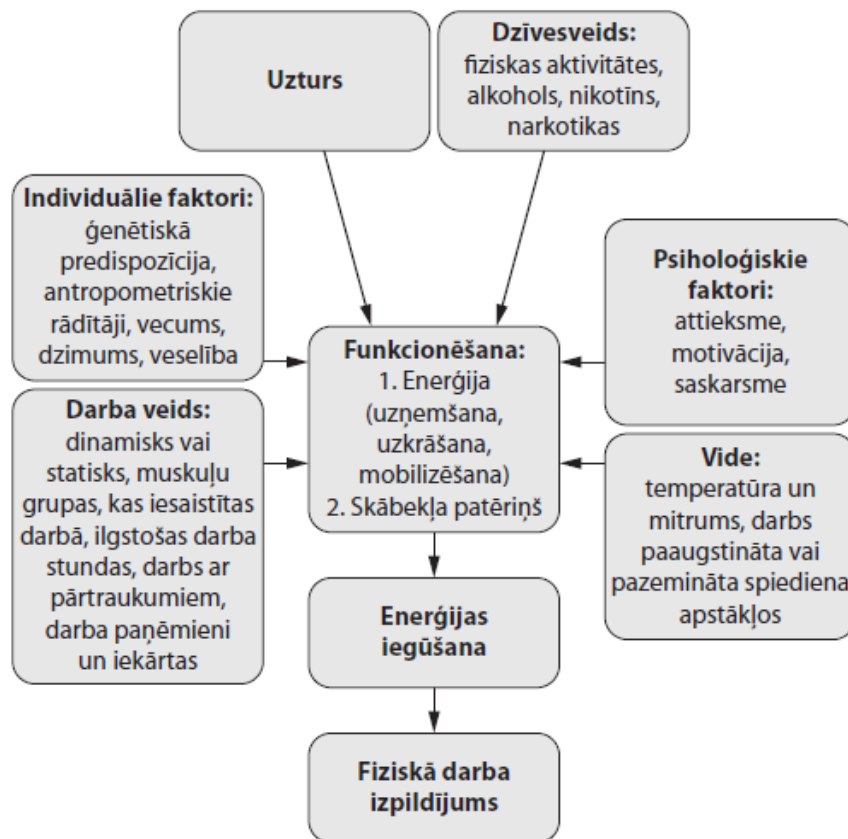 Uzturs
Dzīvesveids:
fiziskas aktivitātes,
alkohols, nikotīns,
narkotikas
Individuālie faktori:
ģenētiskā
predispozīcija,
antropometriskie
rādītāji, vecums,
dzimums, veselība
Psiholoģiskie
faktori:
attieksme,
motivācija,
saskarsme
Funkcionēšana:
1. Enerģija
(uzņemšana,
uzkrāšana,
mobilizēšana)
2. Skābekļa patēriņš
Darba veids:
dinamisks vai
statisks, muskuļu
grupas, kas iesaistītas
darbā, ilgstošas darba
stundas, darbs ar
pārtraukumiem,
darba paņēmieni
un iekārtas
Vide:
temperatūra un
mitrums, darbs
paaugstināta vai
pazemināta spiediena
apstākļos
Enerģijas
iegūšana
Fiziskā darba
izpildījums